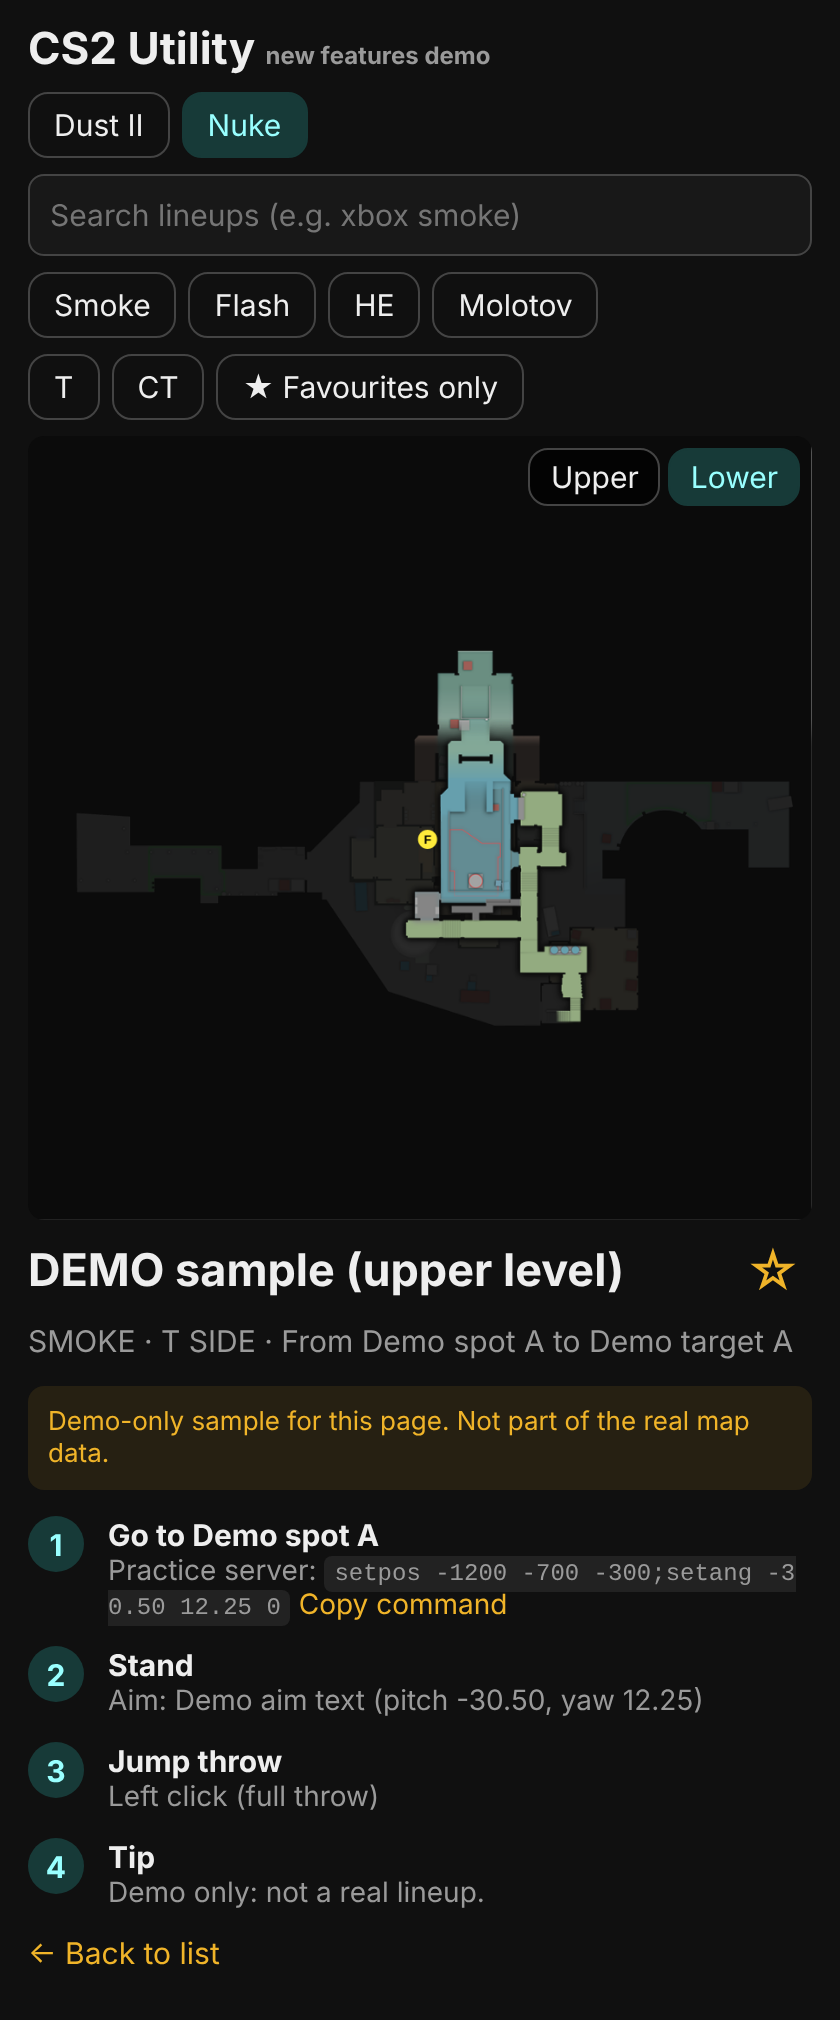 CS2 Utility new features demo
Dust II Nuke
Search lineups (e.g. xbox smoke)
Smoke Flash HE Molotov
T CT ★ Favourites only
Upper Lower
F
DEMO sample (upper level) ☆
SMOKE · T SIDE · From Demo spot A to Demo target A
Demo-only sample for this page. Not part of the real map
data.
1 Go to Demo spot A
Practice server: setpos -1200 -700 -300;setang -3
0.50 12.25 0 Copy command
2 Stand
Aim: Demo aim text (pitch -30.50, yaw 12.25)
3 Jump throw
Left click (full throw)
4 Tip
Demo only: not a real lineup.
← Back to list